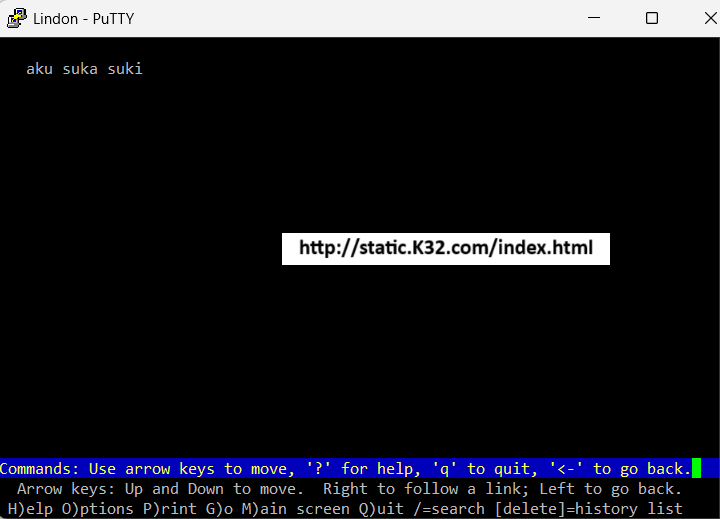 Lindon - PuTTY
aku suka suki
http://static.K32.com/index.html
Commands: Use arrow keys to move, '?' for help, 'q' to quit, '<-' to go back.
Arrow keys: Up and Down to move.  Right to follow a link; Left to go back.
H)elp O)ptions P)rint G)o M)ain screen Q)uit /=search [delete]=history list